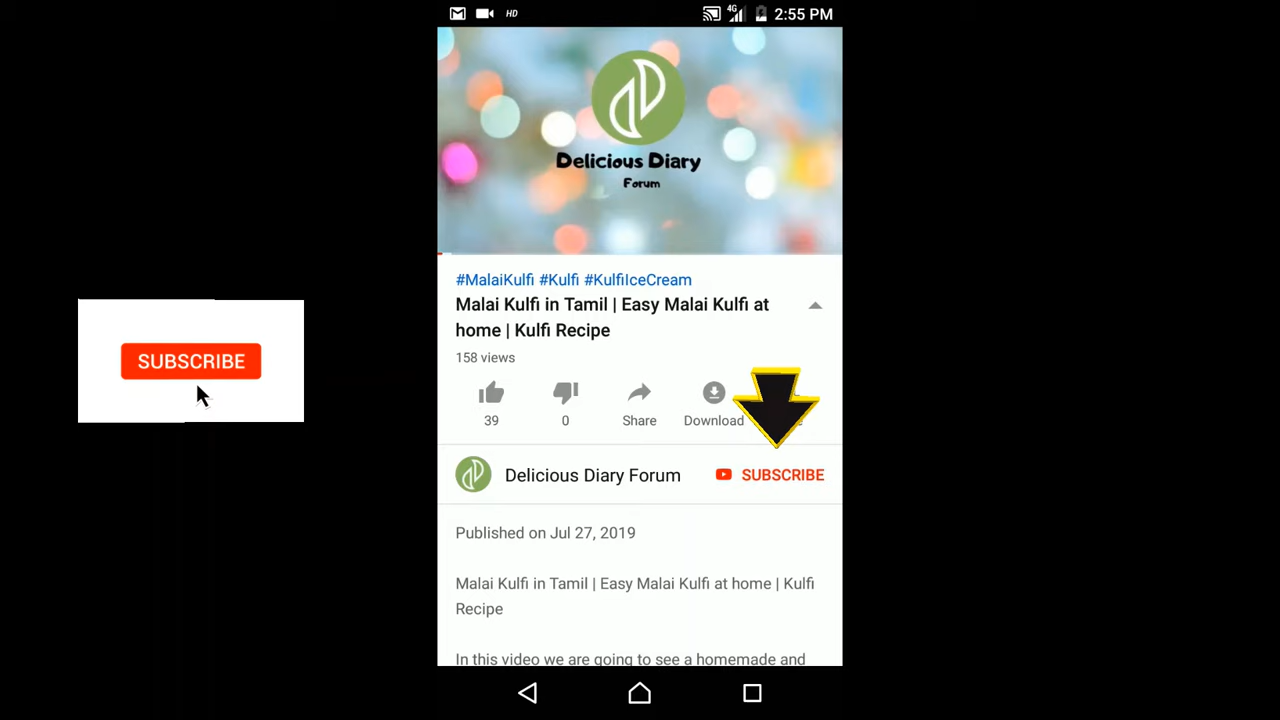 HD 4G 2:55 PM
Delicious Diary
Forum
#MalaiKulfi #Kulfi #KulfiIceCream
Malai Kulfi in Tamil | Easy Malai Kulfi at
home | Kulfi Recipe
158 views
39 0 Share Download
SUBSCRIBE
Delicious Diary Forum SUBSCRIBE
Published on Jul 27, 2019
Malai Kulfi in Tamil | Easy Malai Kulfi at home | Kulfi
Recipe
In this video we are going to see a homemade and